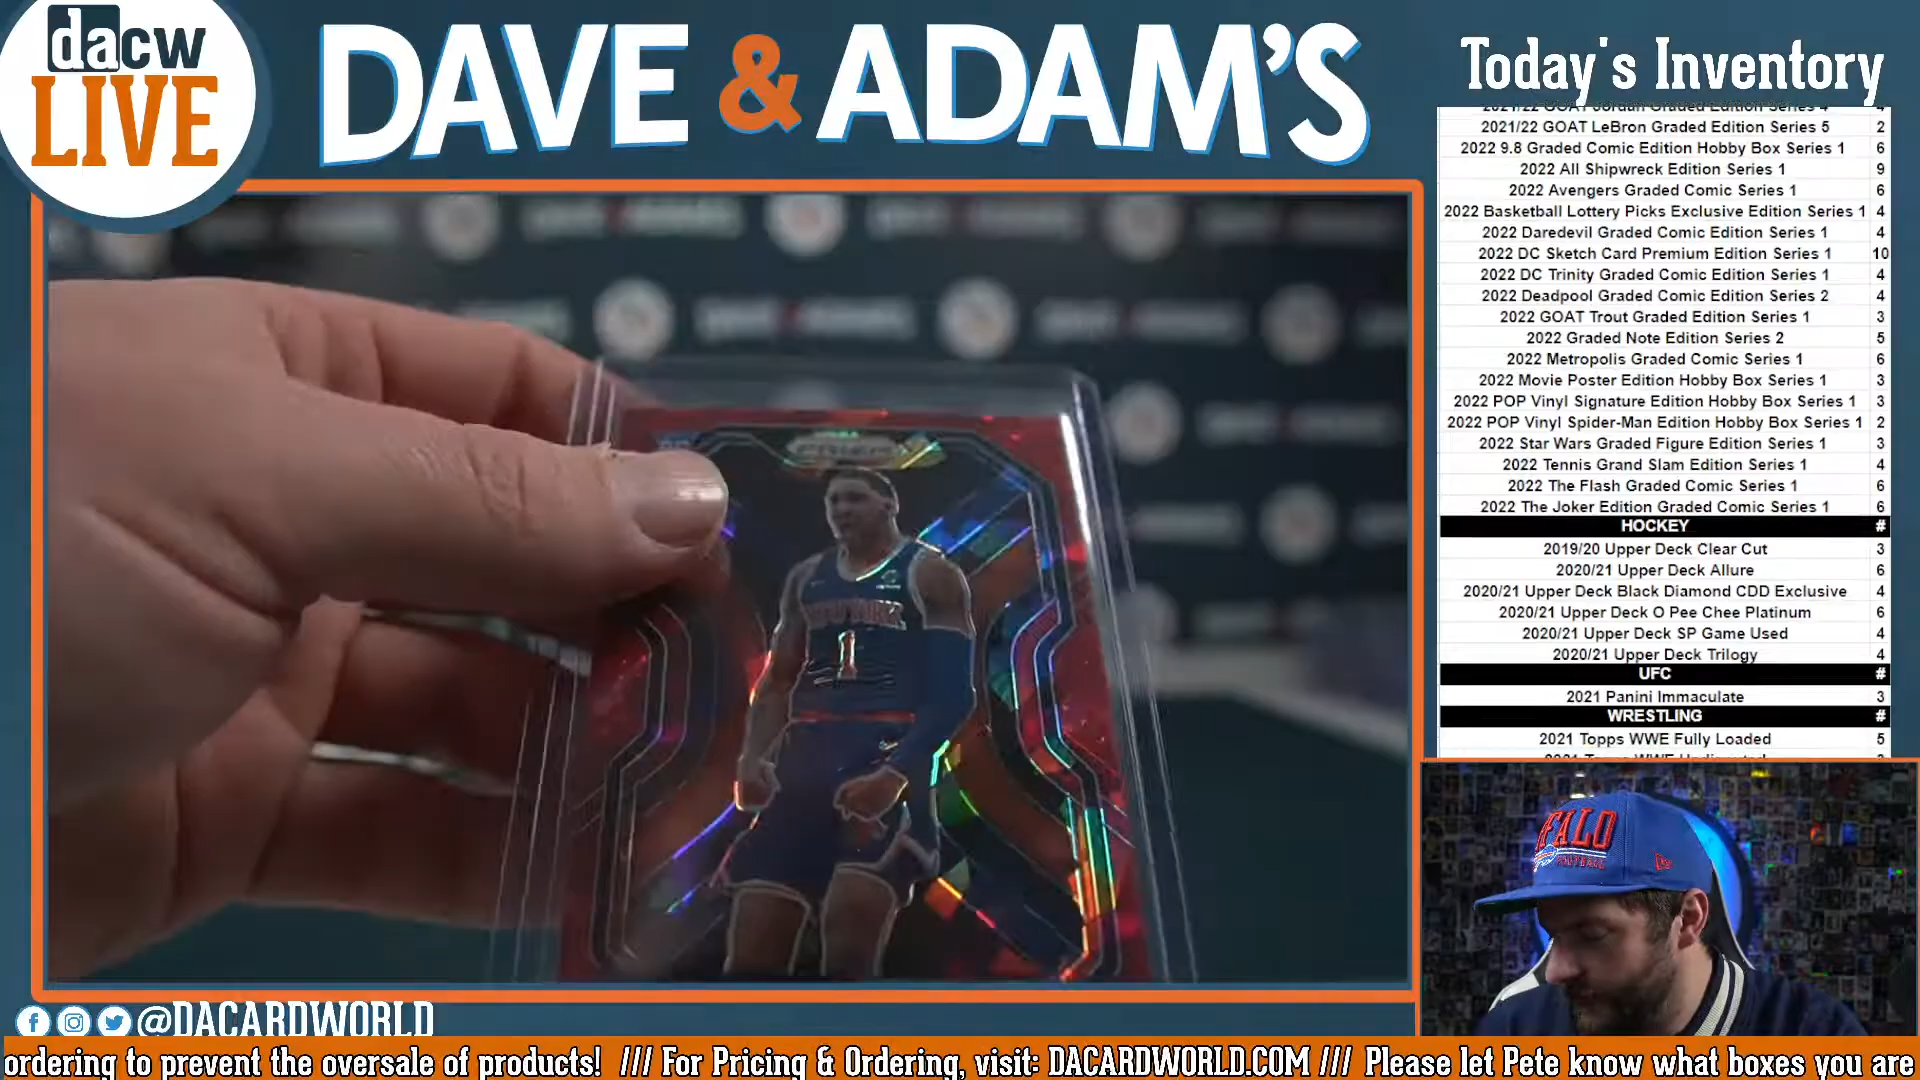 dacw
LIVE
DAVE & ADAM'S
Today's Inventory
2021/22 GOAT Jordan Graded Edition Series 4 4
2021/22 GOAT LeBron Graded Edition Series 5 2
2022 9.8 Graded Comic Edition Hobby Box Series 1 6
2022 All Shipwreck Edition Series 1 9
2022 Avengers Graded Comic Series 1 6
2022 Basketball Lottery Picks Exclusive Edition Series 1 4
2022 Daredevil Graded Comic Edition Series 1 4
2022 DC Sketch Card Premium Edition Series 1 10
2022 DC Trinity Graded Comic Edition Series 1 4
2022 Deadpool Graded Comic Edition Series 2 4
2022 GOAT Trout Graded Edition Series 1 3
2022 Graded Note Edition Series 2 5
2022 Metropolis Graded Comic Series 1 6
2022 Movie Poster Edition Hobby Box Series 1 3
2022 POP Vinyl Signature Edition Hobby Box Series 1 3
2022 POP Vinyl Spider-Man Edition Hobby Box Series 1 2
2022 Star Wars Graded Figure Edition Series 1 3
2022 Tennis Grand Slam Edition Series 1 4
2022 The Flash Graded Comic Series 1 6
2022 The Joker Edition Graded Comic Series 1 6
HOCKEY #
2019/20 Upper Deck Clear Cut 3
2020/21 Upper Deck Allure 6
2020/21 Upper Deck Black Diamond CDD Exclusive 4
2020/21 Upper Deck O Pee Chee Platinum 6
2020/21 Upper Deck SP Game Used 4
2020/21 Upper Deck Trilogy 4
UFC #
2021 Panini Immaculate 3
WRESTLING #
2021 Topps WWE Fully Loaded 5
PRIZM
NEW YORK
1
FALO
FOOTBALL
@DACARDWORLD
ordering to prevent the oversale of products! /// For Pricing & Ordering, visit: DACARDWORLD.COM /// Please let Pete know what boxes you are